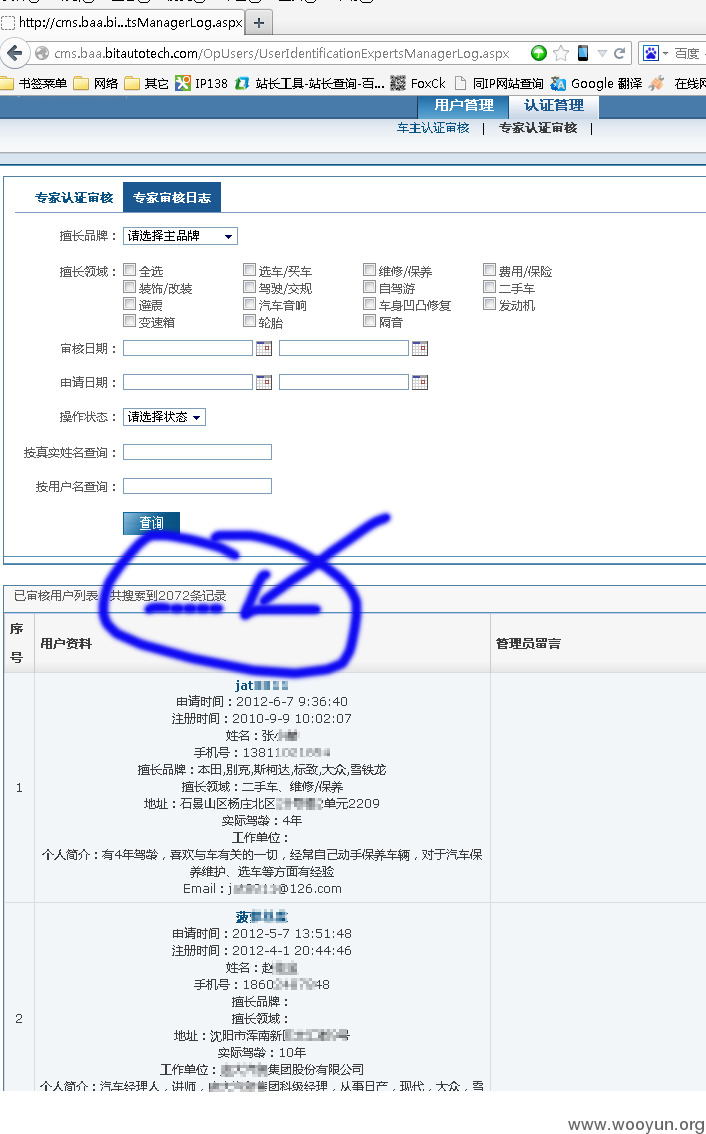 http://cms.baa.bi...tsManagerLog.aspx
cms.baa.bitautotech.com/OpUsers/UserIdentificationExpertsManagerLog.aspx 百度
书签菜单 网络 其它 IP138 站长工具-站长查询-百... FoxCk 同IP网站查询 Google 翻译 在线网
用户管理 认证管理
车主认证审核 | 专家认证审核 |
专家认证审核 专家审核日志
擅长品牌： 请选择主品牌
擅长领域： 全选 选车/买车 维修/保养 费用/保险
装饰/改装 驾驶/交规 自驾游 二手车
避震 汽车音响 车身凹凸修复 发动机
变速箱 轮胎 隔音
审核日期：
申请日期：
操作状态： 请选择状态
按真实姓名查询：
按用户名查询：
查询
已审核用户列表 共搜索到2072条记录
序号 用户资料 管理员留言
1
jat
申请时间：2012-6-7 9:36:40
注册时间：2010-9-9 10:02:07
姓名：张
手机号：13811
擅长品牌：本田,别克,斯柯达,标致,大众,雪铁龙
擅长领域：二手车、维修/保养
地址：石景山区杨庄北区 2单元2209
实际驾龄：4年
工作单位：
个人简介：有4年驾龄，喜欢与车有关的一切，经常自己动手保养车辆，对于汽车保
养维护、选车等方面有经验
Email：j @126.com
2
菠
申请时间：2012-5-7 13:51:48
注册时间：2012-4-1 20:44:46
姓名：赵
手机号：18602 48
擅长品牌：
擅长领域：
地址：沈阳市浑南新 号
实际驾龄：10年
工作单位： 集团股份有限公司
个人简介：汽车经理人，讲师， 集团科级经理，从事日产，现代，大众，雪
www.wooyun.org